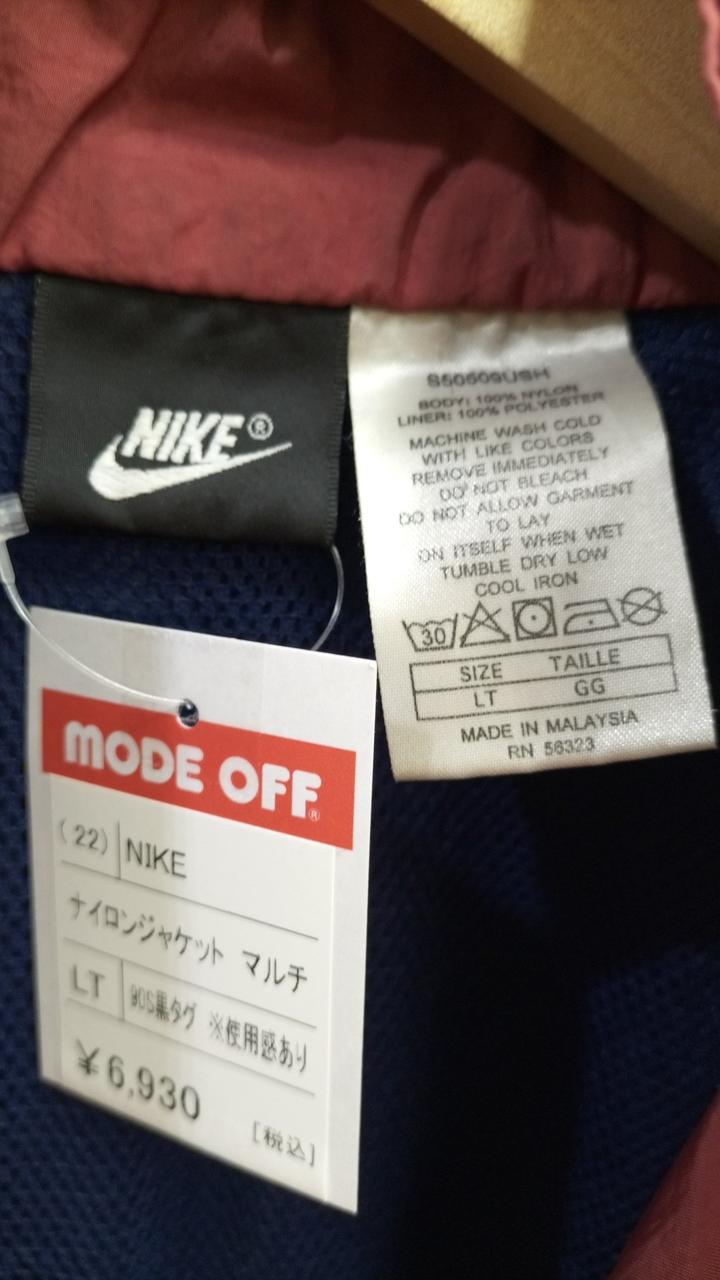 NIKE®
S50509USH
BODY: 100% NYLON
LINER: 100% POLYESTER
MACHINE WASH COLD
WITH LIKE COLORS
REMOVE IMMEDIATELY
DO NOT BLEACH
DO NOT ALLOW GARMENT
TO LAY
ON ITSELF WHEN WET
TUMBLE DRY LOW
COOL IRON
30
SIZE TAILLE
LT GG
MADE IN MALAYSIA
RN 56323
MODE OFF®
(22) NIKE
ナイロンジャケット マルチ
LT 90S黒タグ ※使用感あり
¥6,930
[税込]